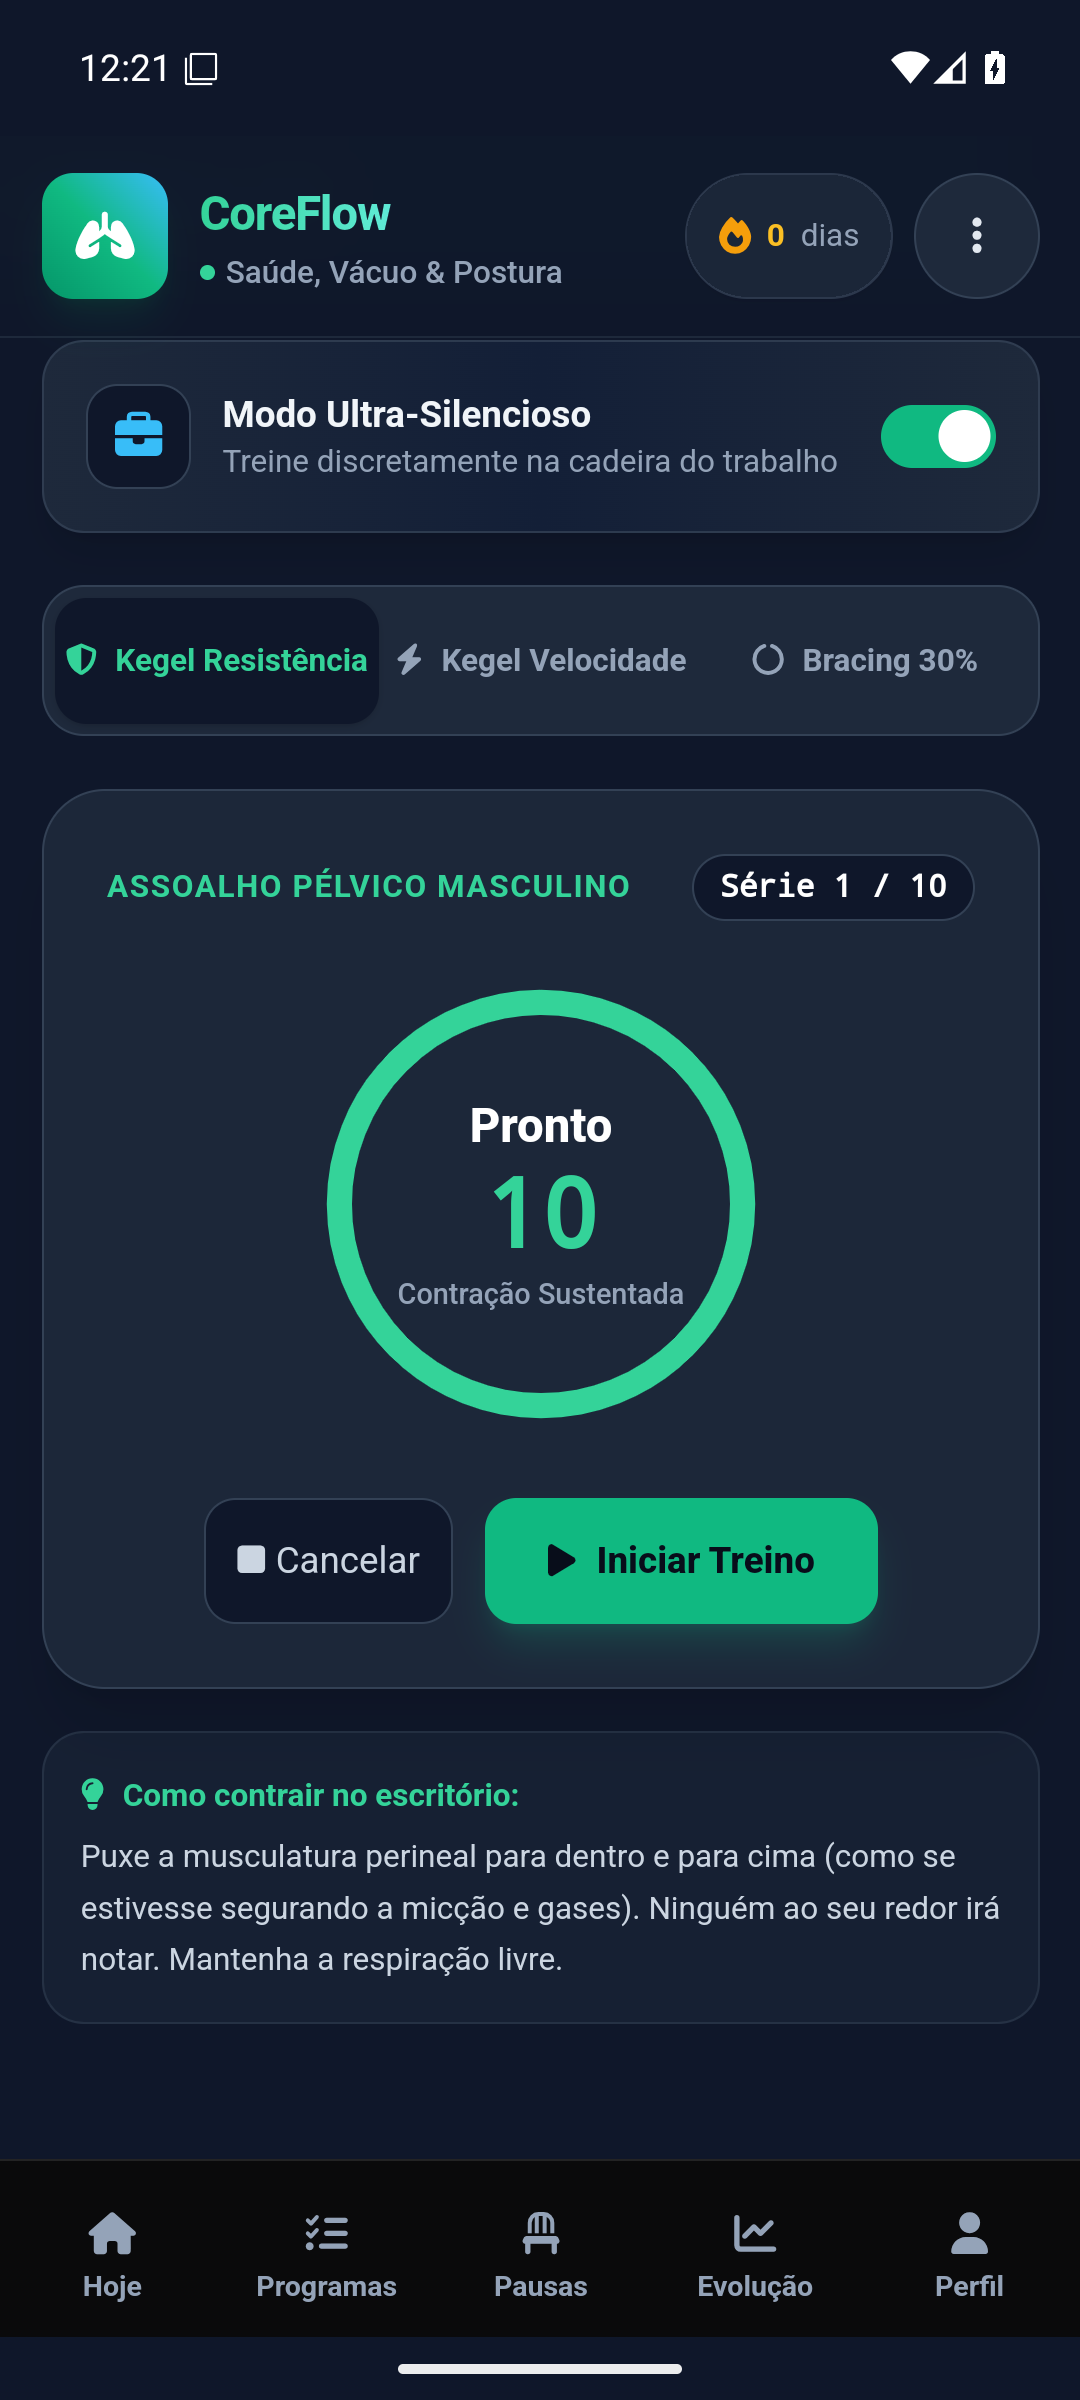 12:21
CoreFlow
Saúde, Vácuo & Postura
0 dias
Modo Ultra-Silencioso
Treine discretamente na cadeira do trabalho
Kegel Resistência
Kegel Velocidade
Bracing 30%
ASSOALHO PÉLVICO MASCULINO
Série 1 / 10
Pronto
10
Contração Sustentada
Cancelar
Iniciar Treino
Como contrair no escritório:
Puxe a musculatura perineal para dentro e para cima (como se
estivesse segurando a micção e gases). Ninguém ao seu redor irá
notar. Mantenha a respiração livre.
Hoje
Programas
Pausas
Evolução
Perfil